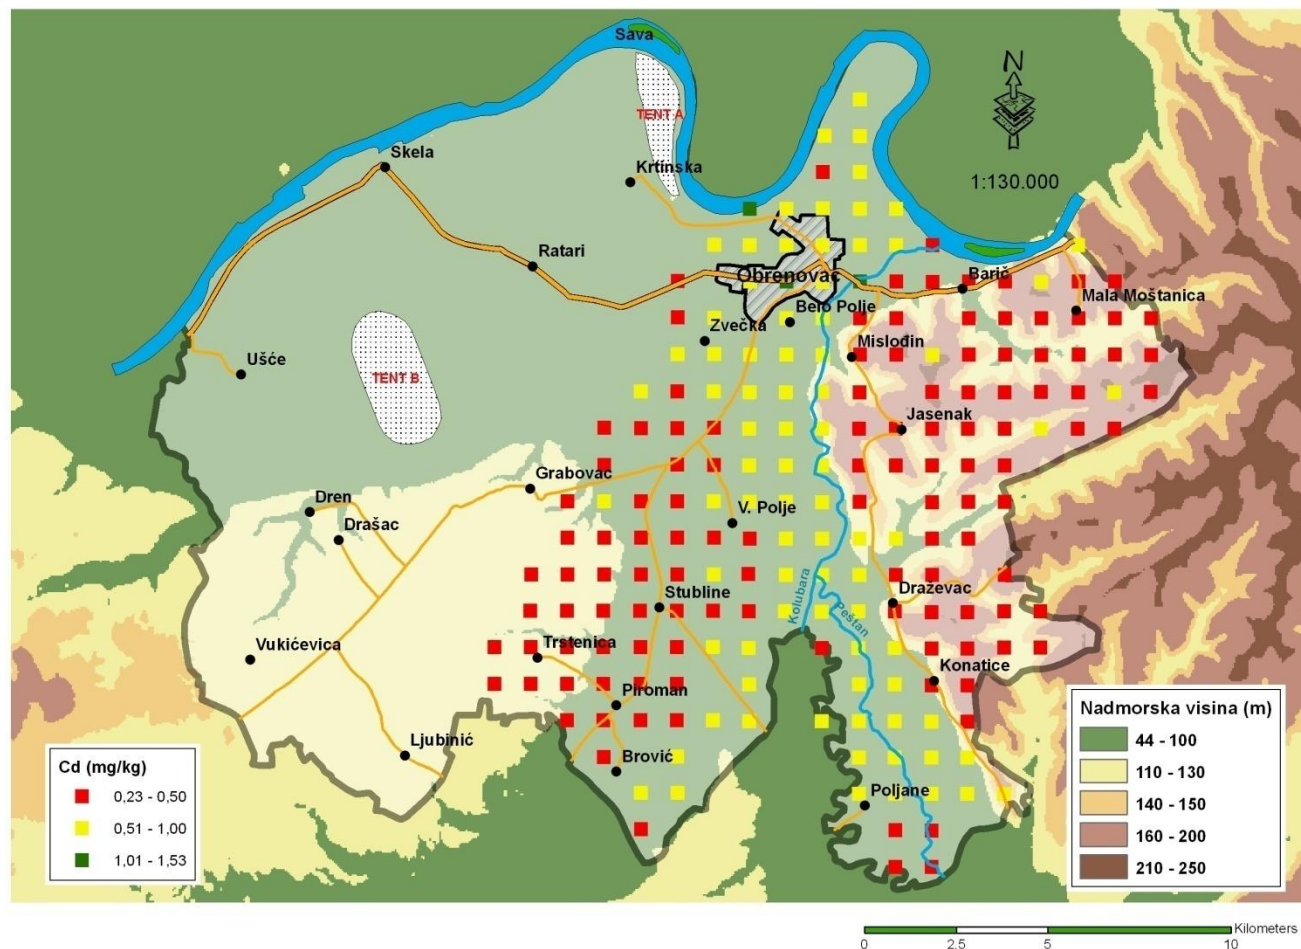 Sava
TENT A
N
Skela
Krtinska
1:130.000
Ratari
Obrenovac
Barič
Mala Moštanica
Belo Polje
Zvečka
Mislođin
Ušće
TENT B
Jasenak
Grabovac
Dren
V. Polje
Drašac
Kolubara
Peštan
Stubline
Draževac
Vukićevica
Trstenica
Konatice
Piroman
Ljubinić
Brović
Poljane
Cd (mg/kg)
0,23 - 0,50
0,51 - 1,00
1,01 - 1,53
Nadmorska visina (m)
44 - 100
110 - 130
140 - 150
160 - 200
210 - 250
Kilometers
0 2.5 5 10